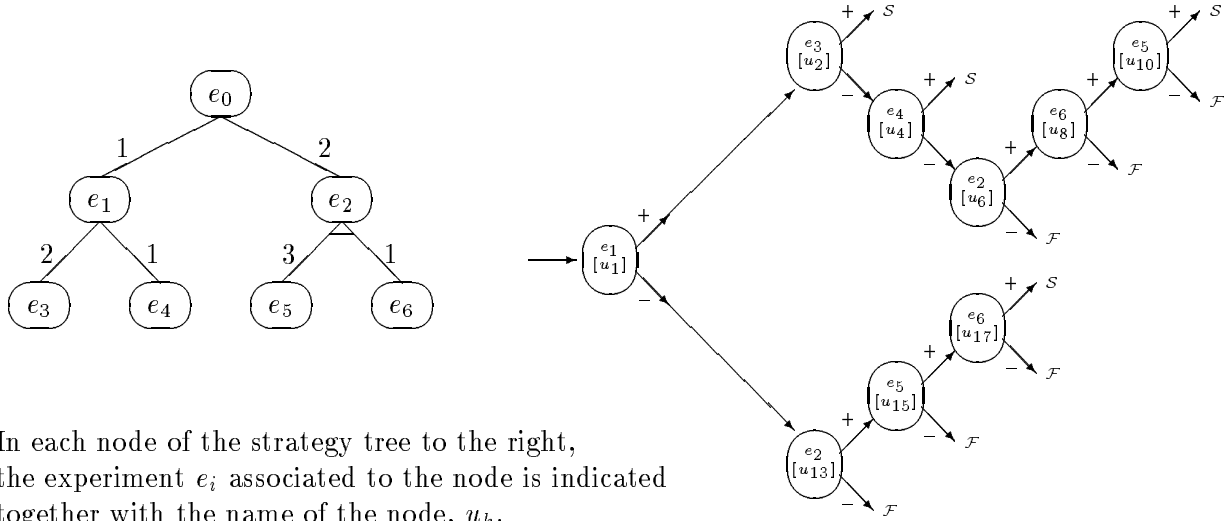 e0
1
2
e1
e2
2
1
3
1
e3
e4
e5
e6
e1
[u1]
+
−
e3
[u2]
+
S
−
e4
[u4]
+
S
−
e2
[u6]
+
−
F
e6
[u8]
+
−
F
e5
[u10]
+
S
−
F
e2
[u13]
+
−
F
e5
[u15]
+
−
F
e6
[u17]
+
S
−
F
In each node of the strategy tree to the right,
the experiment ei associated to the node is indicated
together with the name of the node, uh.